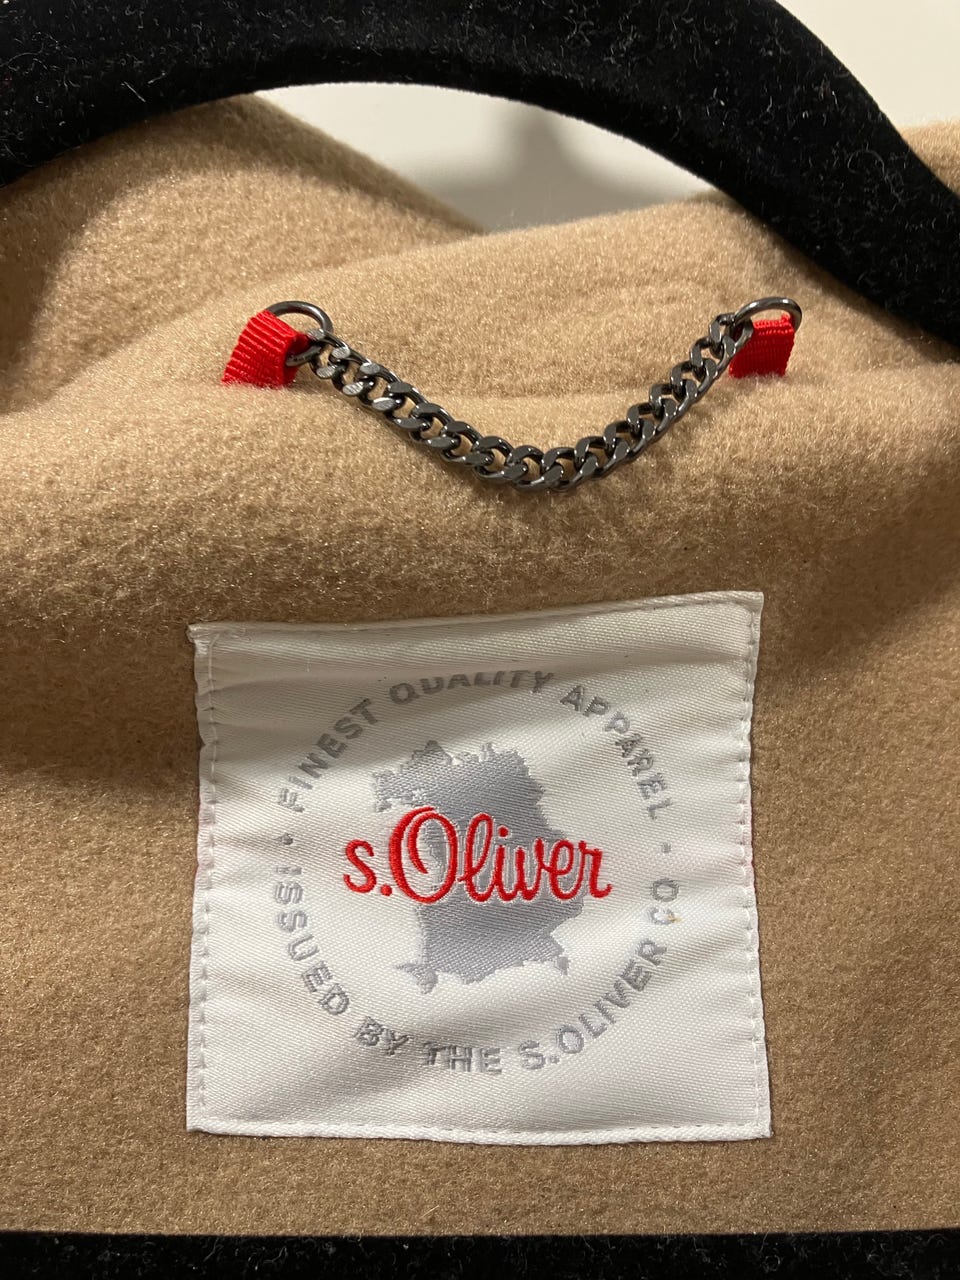 • FINEST QUALITY APPAREL •
s.Oliver
ISSUED BY THE S.OLIVER CO